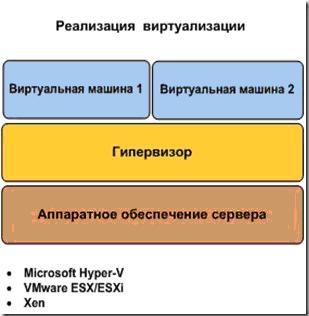 Реализация виртуализации
Виртуальная машина 1
Виртуальная машина 2
Гипервизор
Аппаратное обеспечение сервера
• Microsoft Hyper-V
• VMware ESX/ESXi
• Xen